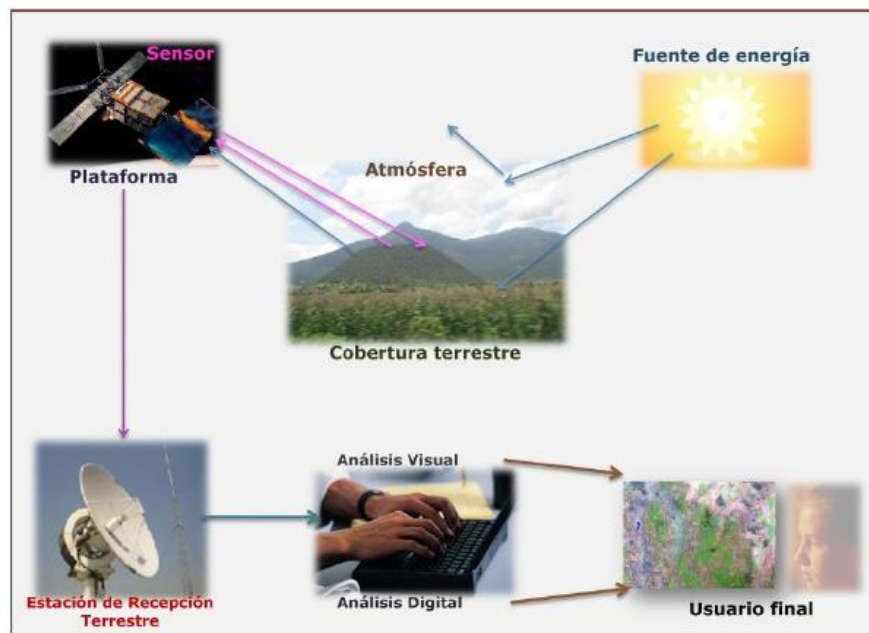 Sensor
Fuente de energía
Plataforma
Atmósfera
Cobertura terrestre
Análisis Visual
Estación de Recepción
Terrestre
Análisis Digital
Usuario final